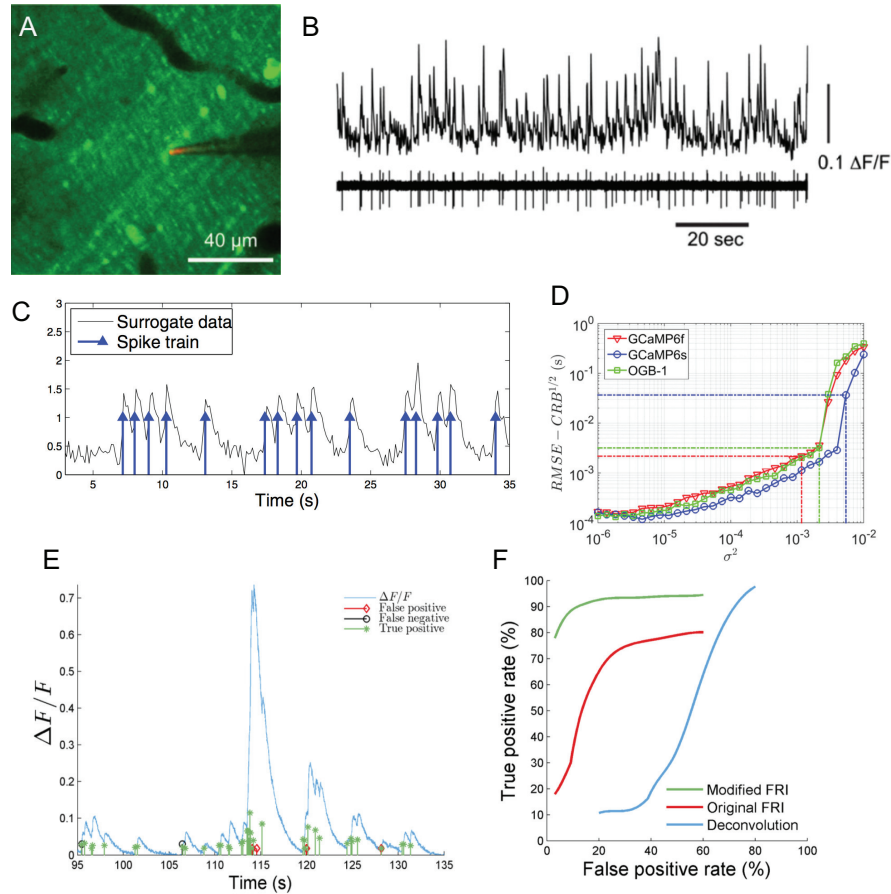 A
40 µm
B
0.1 ΔF/F
20 sec
C
3
2.5
2
1.5
1
0.5
0
Surrogate data
Spike train
5 10 15 20 25 30 35
Time (s)
D
10^0
10^-1
10^-2
10^-3
10^-4
RMSE − CRB^1/2 (s)
GCaMP6f
GCaMP6s
OGB-1
10^-6 10^-5 10^-4 10^-3 10^-2
σ^2
E
0.7
0.6
0.5
0.4
0.3
0.2
0.1
0
ΔF/F
ΔF/F
False positive
False negative
True positive
95 100 105 110 115 120 125 130 135
Time (s)
F
100
90
80
70
60
50
40
30
20
10
0
True positive rate (%)
Modified FRI
Original FRI
Deconvolution
0 20 40 60 80 100
False positive rate (%)